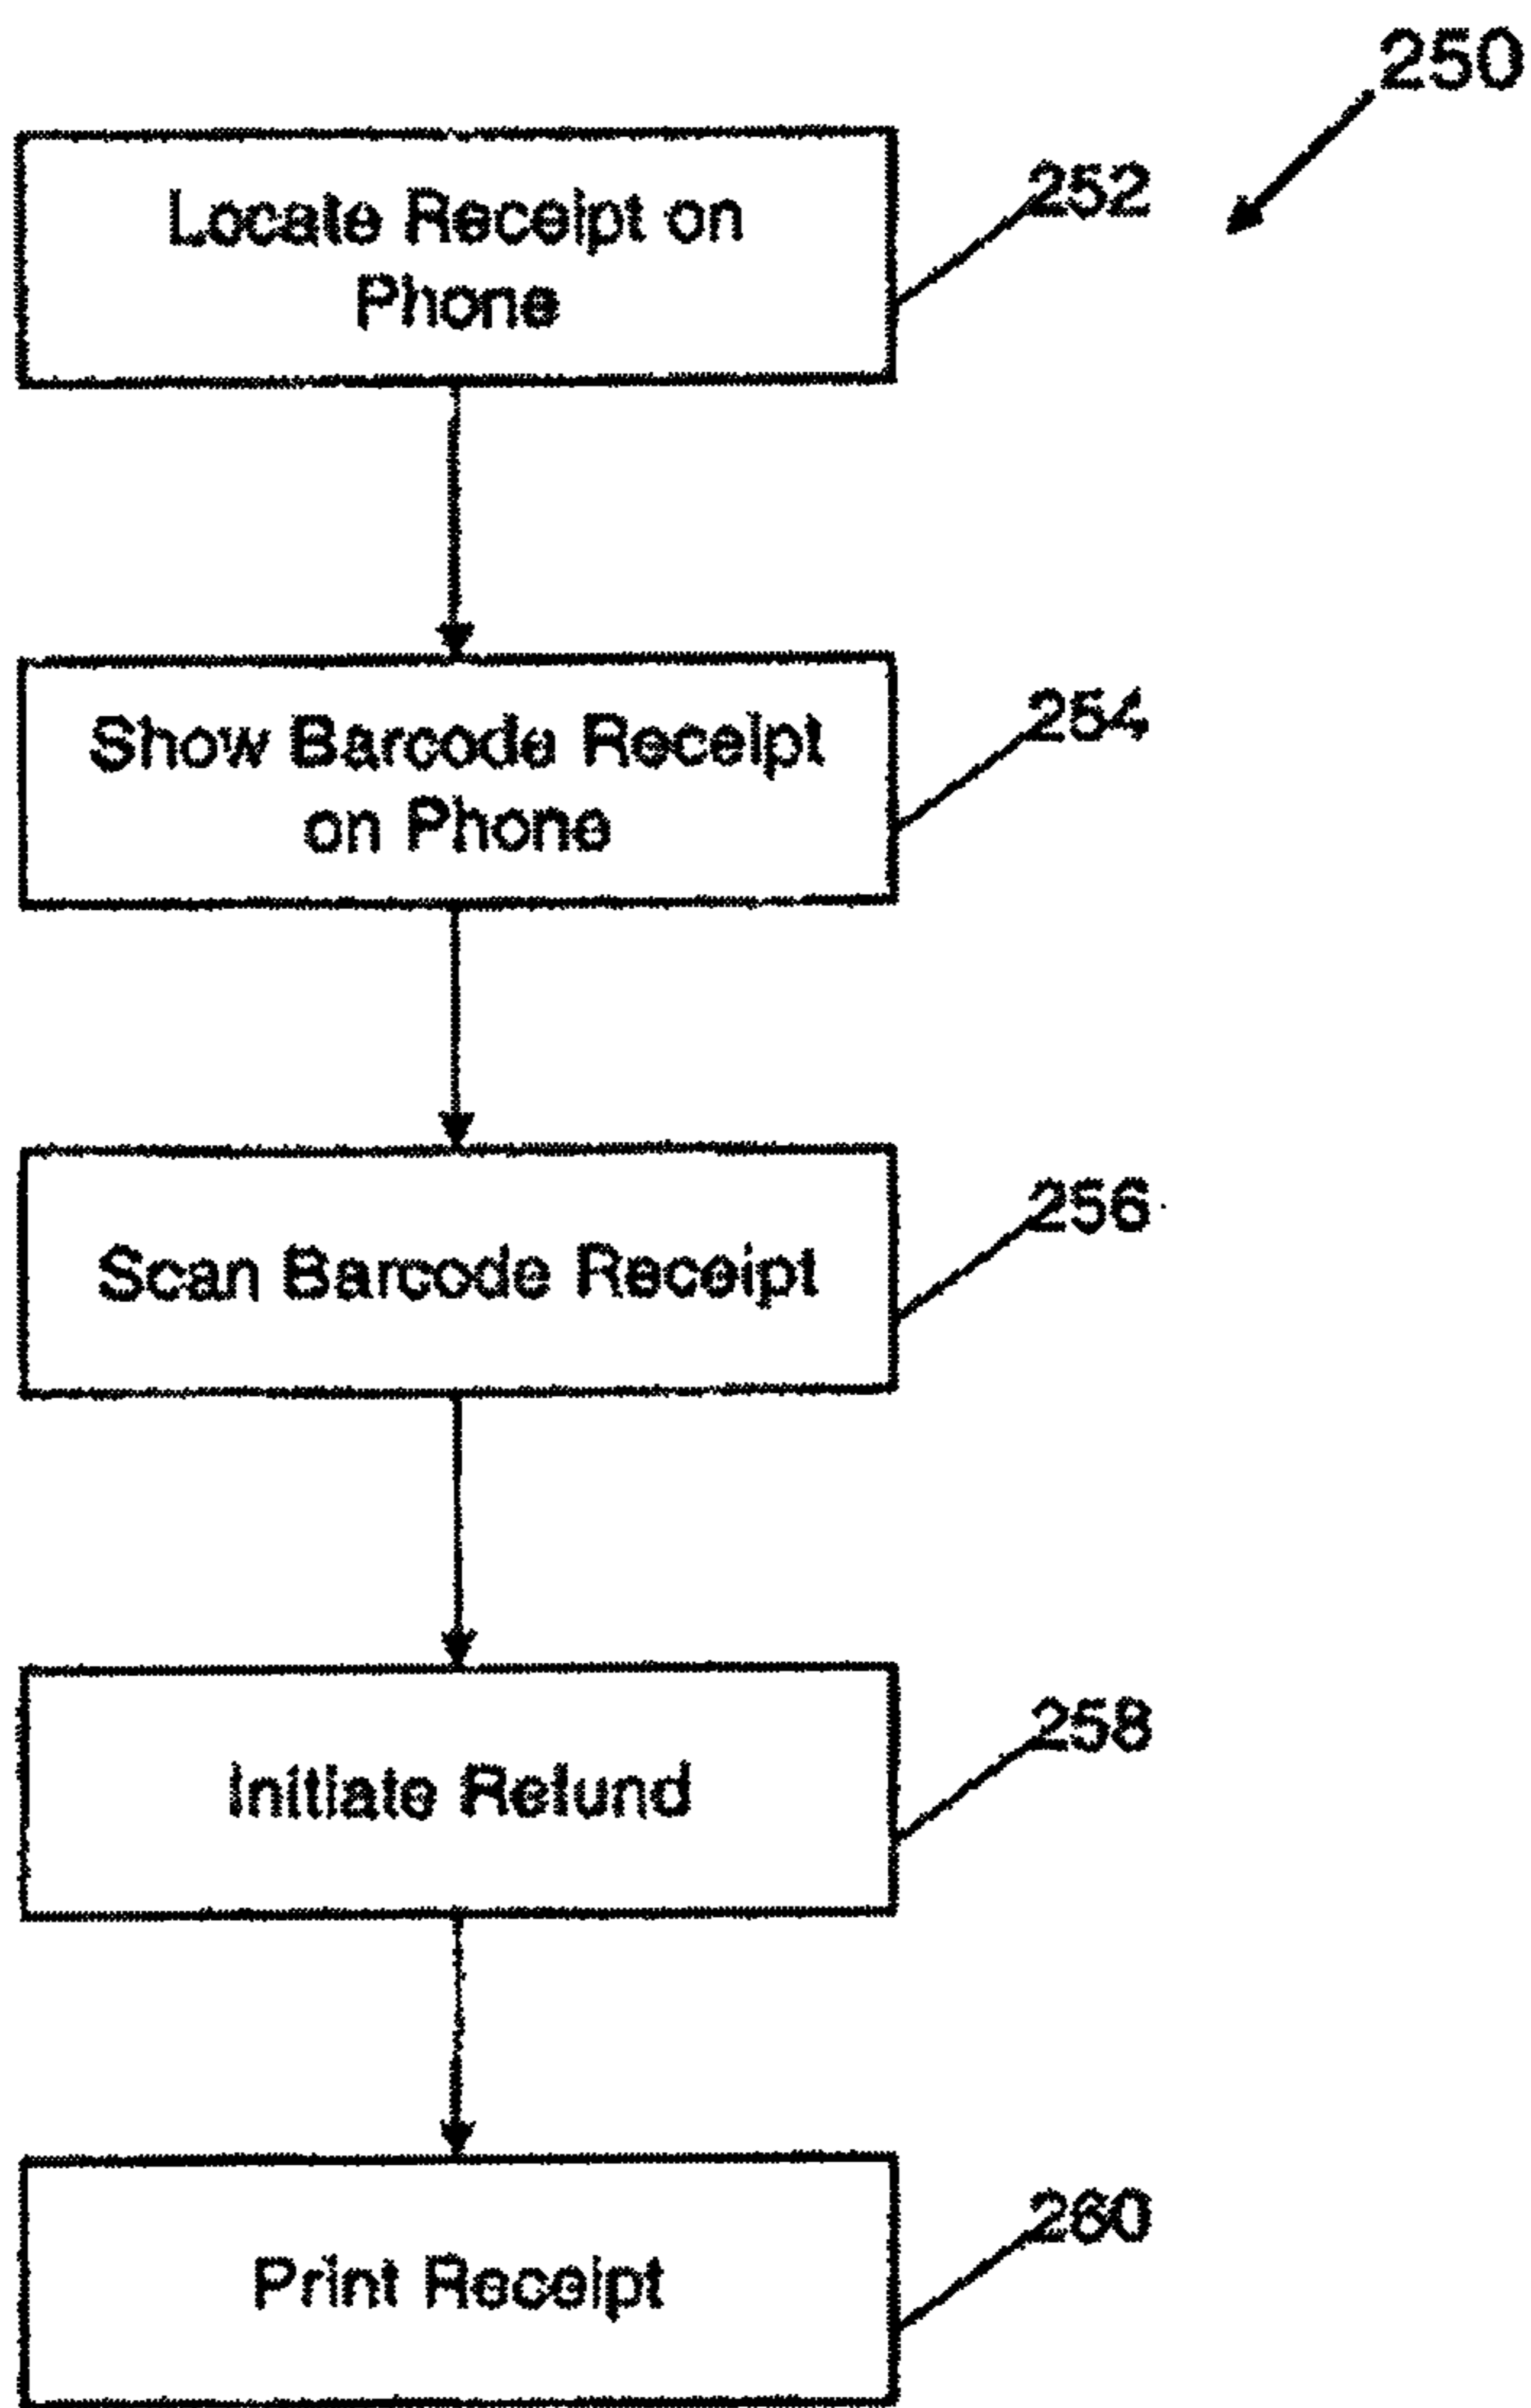 250
252
Locate Receipt on
Phone
254
Show Barcode Receipt
on Phone
256
Scan Barcode Receipt
258
Initiate Refund
260
Print Receipt